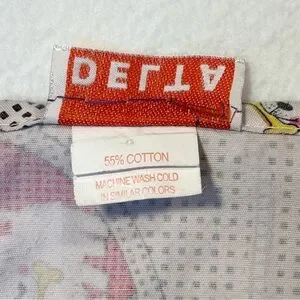 DELTA
55% COTTON
MACHINE WASH COLD
IN SIMILAR COLORS